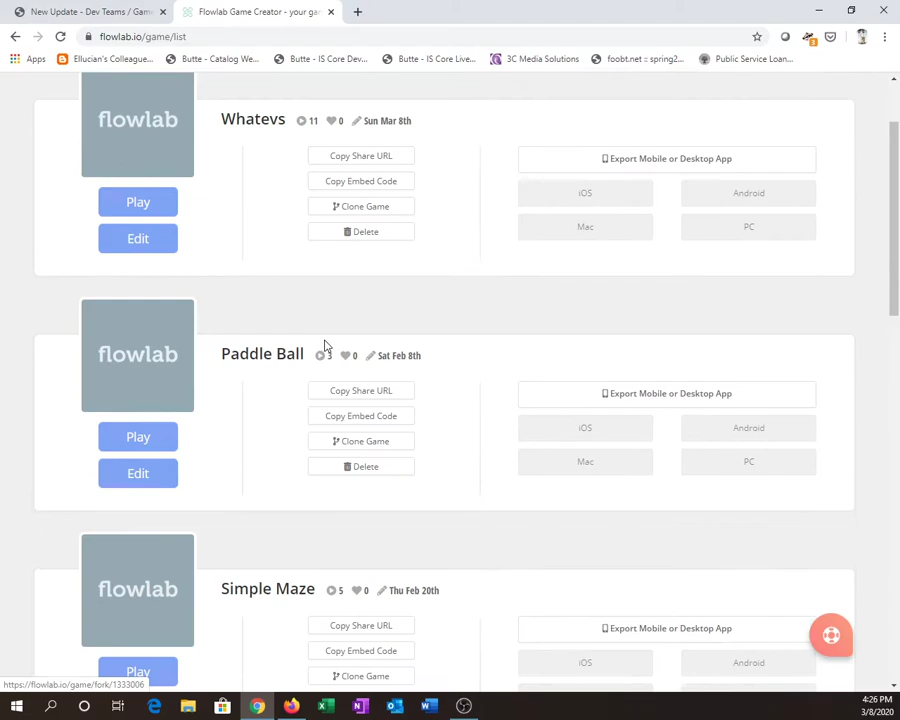 New Update - Dev Teams / Game
Flowlab Game Creator - your gam
flowlab.io/game/list
Apps
Ellucian's Colleague...
Butte - Catalog We...
Butte - IS Core Dev...
Butte - IS Core Live...
3C Media Solutions
foobt.net :: spring2...
Public Service Loan...
flowlab
Whatevs 11 0 Sun Mar 8th
Copy Share URL
Export Mobile or Desktop App
Copy Embed Code
iOS
Android
Play
Clone Game
Mac
PC
Edit
Delete
flowlab
Paddle Ball 3 0 Sat Feb 8th
Copy Share URL
Export Mobile or Desktop App
Copy Embed Code
iOS
Android
Play
Clone Game
Mac
PC
Edit
Delete
flowlab
Simple Maze 5 0 Thu Feb 20th
Copy Share URL
Export Mobile or Desktop App
Copy Embed Code
iOS
Android
Play
Clone Game
https://flowlab.io/game/fork/1333006
4:26 PM
3/8/2020